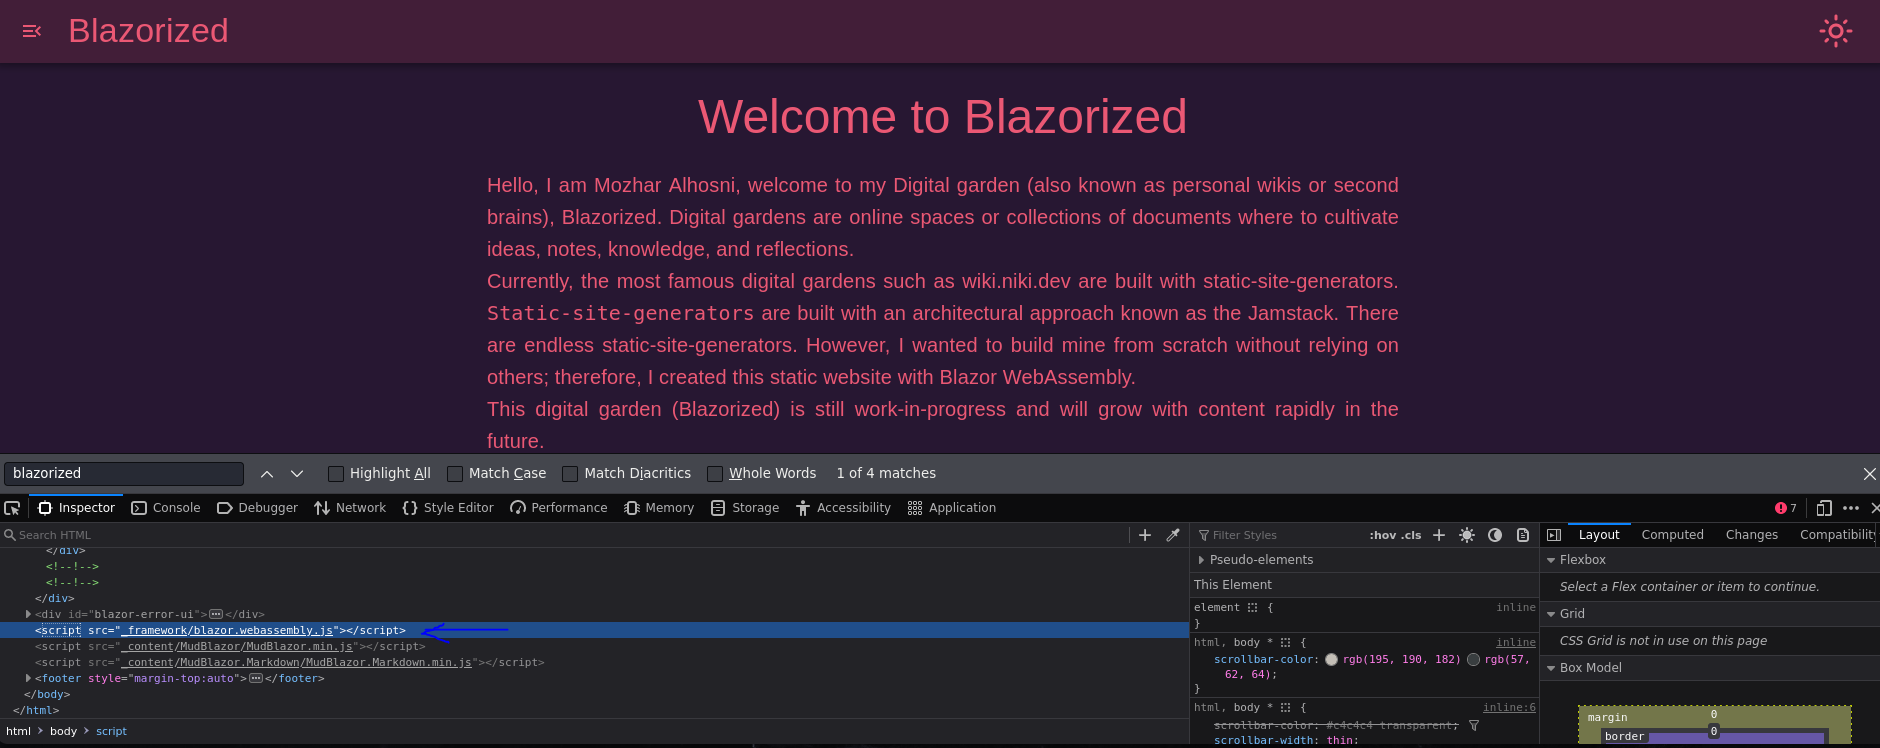 Blazorized
Welcome to Blazorized
Hello, I am Mozhar Alhosni, welcome to my Digital garden (also known as personal wikis or second
brains), Blazorized. Digital gardens are online spaces or collections of documents where to cultivate
ideas, notes, knowledge, and reflections.
Currently, the most famous digital gardens such as wiki.niki.dev are built with static-site-generators.
Static-site-generators are built with an architectural approach known as the Jamstack. There
are endless static-site-generators. However, I wanted to build mine from scratch without relying on
others; therefore, I created this static website with Blazor WebAssembly.
This digital garden (Blazorized) is still work-in-progress and will grow with content rapidly in the
future.
blazorized Highlight All Match Case Match Diacritics Whole Words 1 of 4 matches
Inspector Console Debugger Network Style Editor Performance Memory Storage Accessibility Application 7
Search HTML
</div>
<!--!-->
<!--!-->
</div>
<div id="blazor-error-ui"></div>
<script src="_framework/blazor.webassembly.js"></script>
<script src="_content/MudBlazor/MudBlazor.min.js"></script>
<script src="_content/MudBlazor.Markdown/MudBlazor.Markdown.min.js"></script>
<footer style="margin-top:auto"></footer>
</body>
</html>
html > body > script
Filter Styles :hov .cls
Pseudo-elements
This Element
element { inline
}
html, body * { inline
scrollbar-color: rgb(195, 190, 182) rgb(57,
62, 64);
}
html, body * { inline:6
scrollbar-color: #c4c4c4 transparent;
scrollbar-width: thin;
Layout Computed Changes Compatibility
Flexbox
Select a Flex container or item to continue.
Grid
CSS Grid is not in use on this page
Box Model
margin 0
border 0